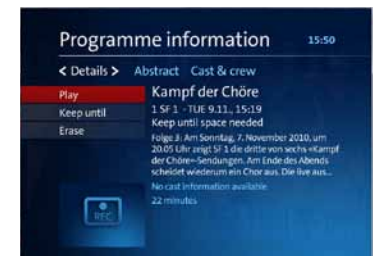 Programme information 15:50
< Details > Abstract Cast & crew
Play
Keep until
Erase
Kampf der Chöre
1 SF 1 - TUE 9.11., 15:19
Keep until space needed
Folge 3: Am Sonntag, 7. November 2010, um
20.05 Uhr zeigt SF 1 die dritte von sechs «Kampf
der Chöre»-Sendungen. Am Ende des Abends
scheidet wiederum ein Chor aus. Die live aus...
No cast information available
22 minutes
REC